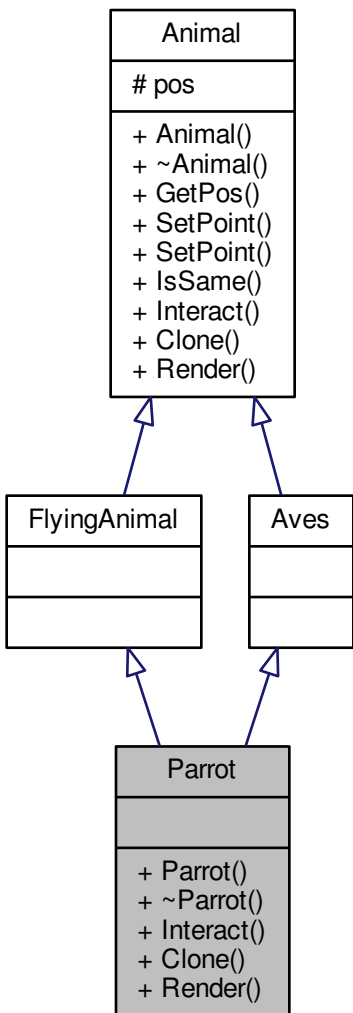 Animal
# pos
+ Animal()
+ ~Animal()
+ GetPos()
+ SetPoint()
+ SetPoint()
+ IsSame()
+ Interact()
+ Clone()
+ Render()
FlyingAnimal
Aves
Parrot
+ Parrot()
+ ~Parrot()
+ Interact()
+ Clone()
+ Render()